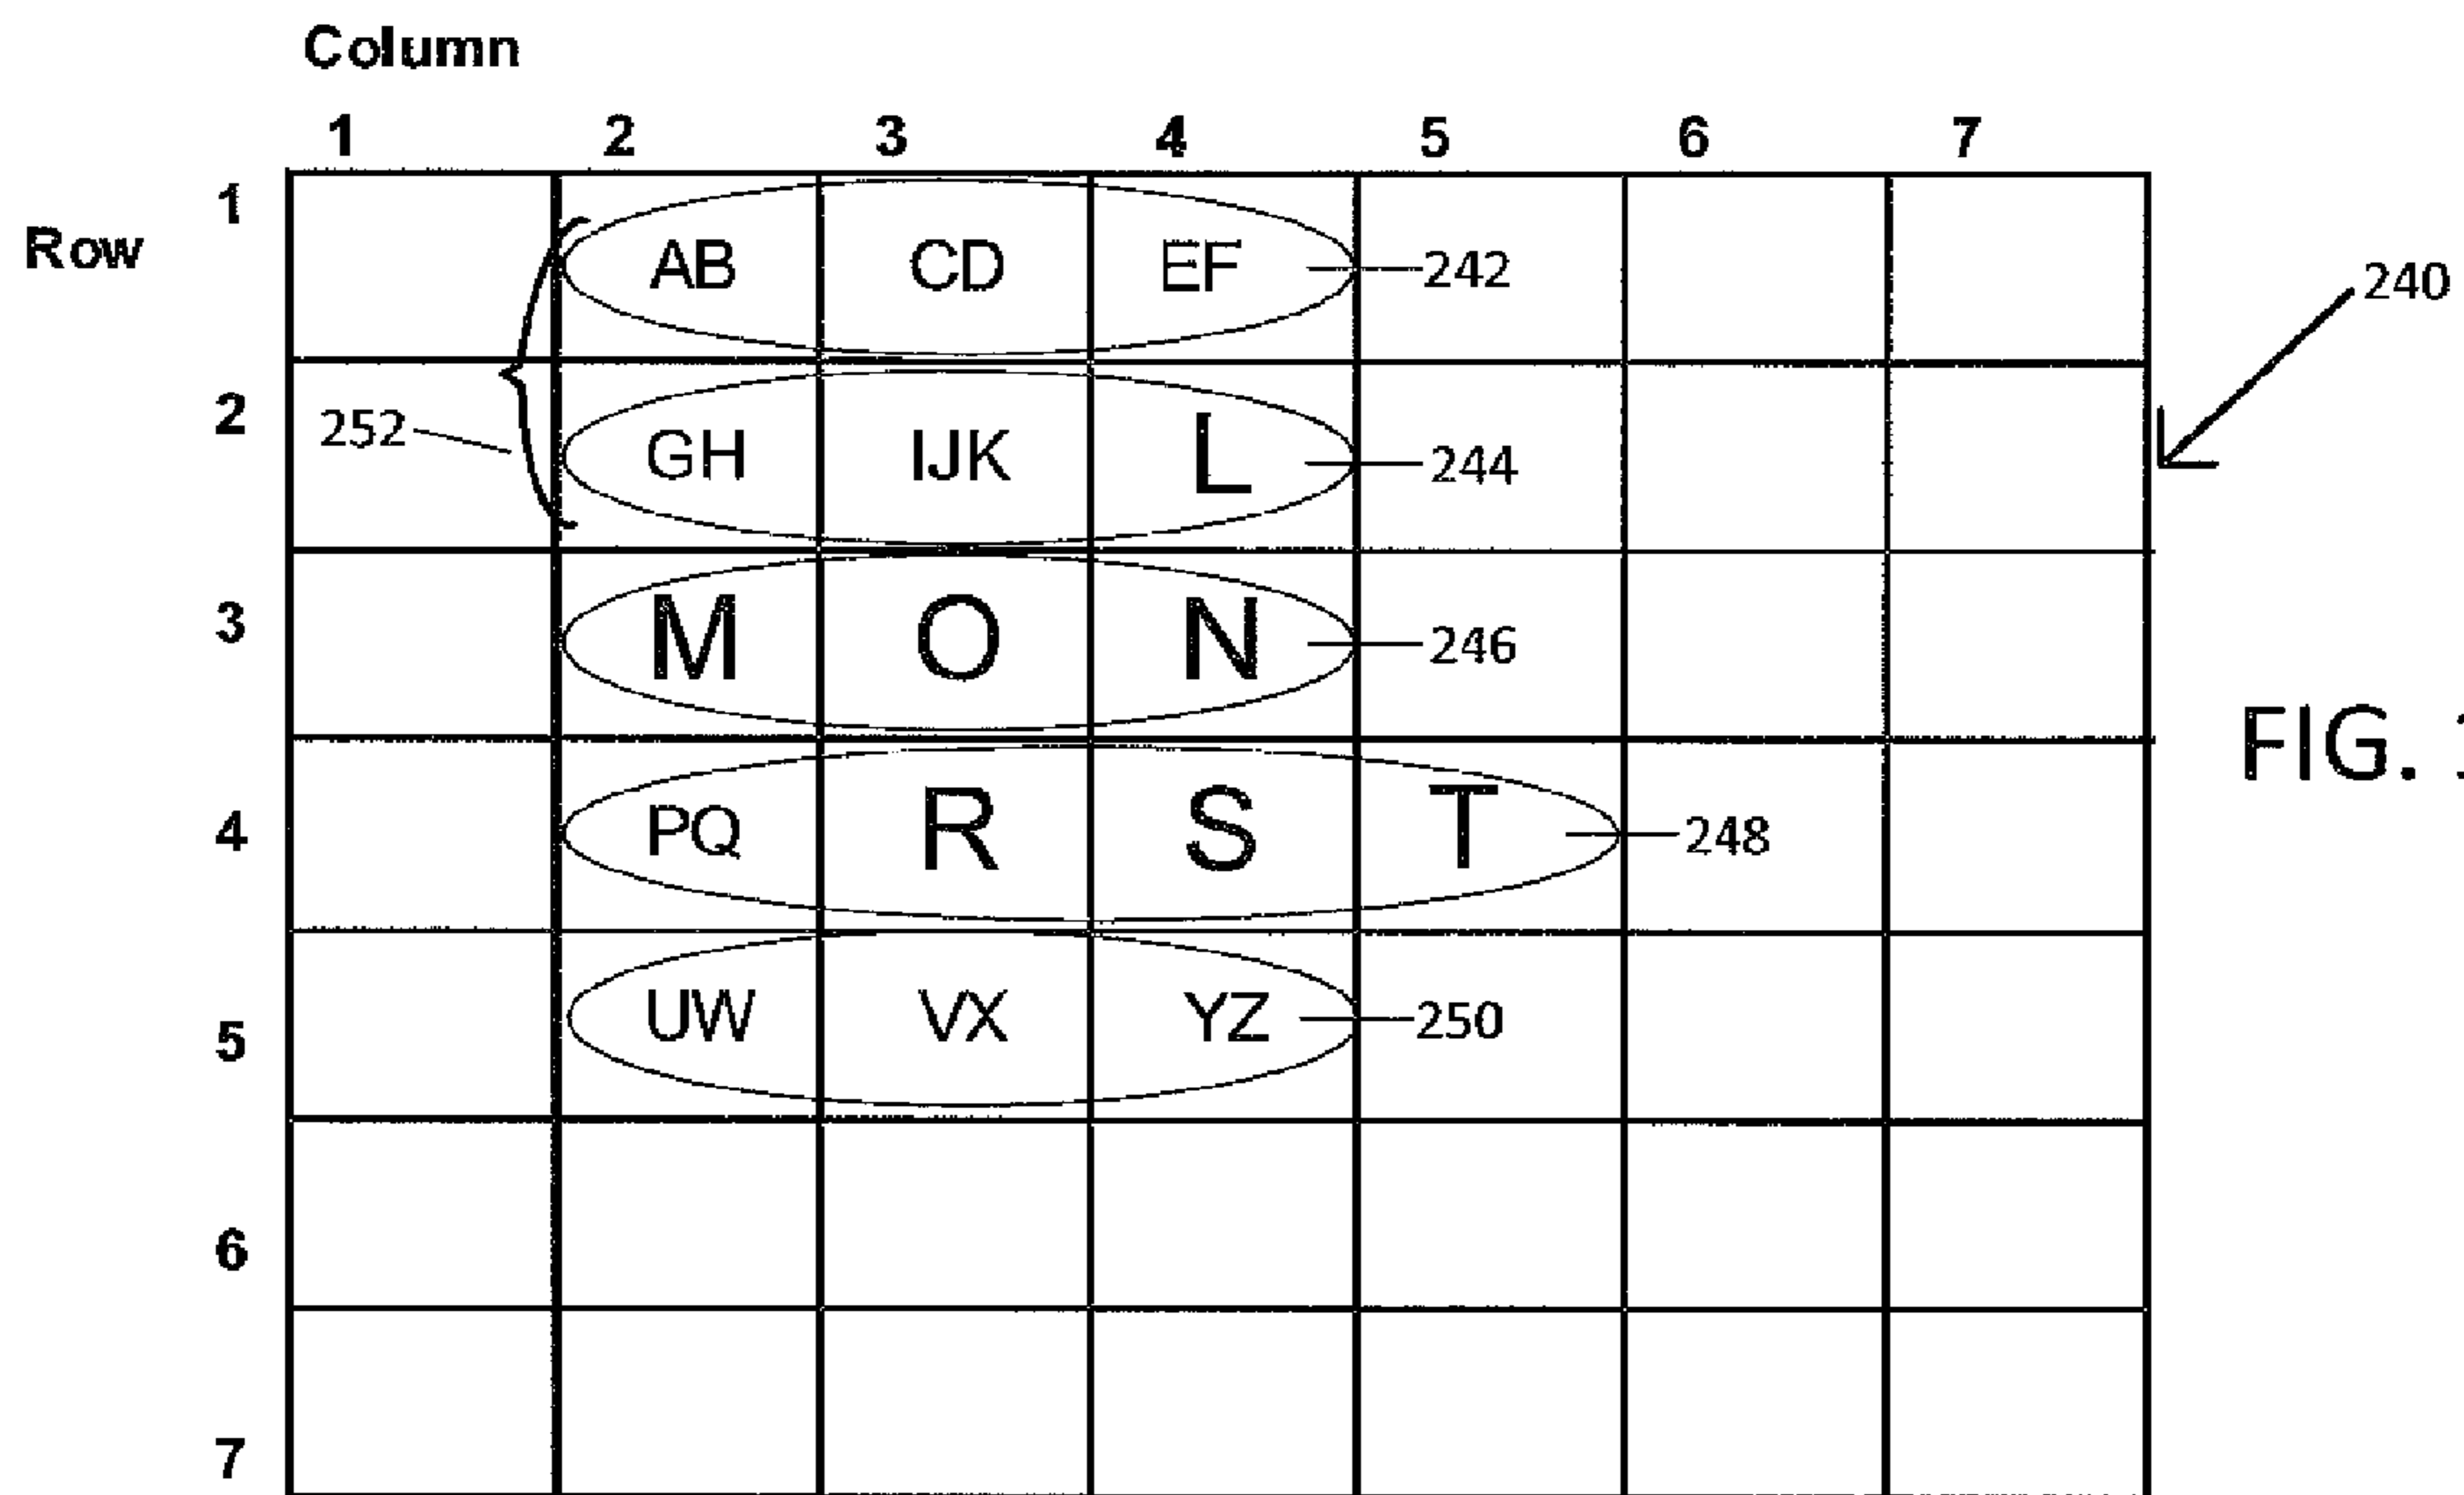 Column
1 2 3 4 5 6 7
1
Row
AB CD EF 242
240
2
252 GH IJK L 244
3 M O N 246
FIG.
4 PQ R S T 248
5 UW VX YZ 250
6
7